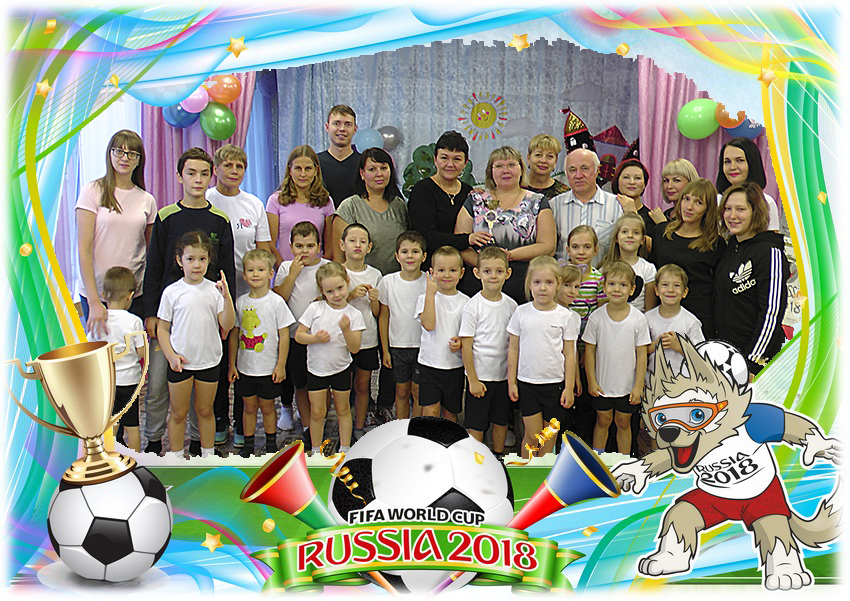 adidas
RUSSIA
2018
FIFA WORLD CUP
RUSSIA 2018